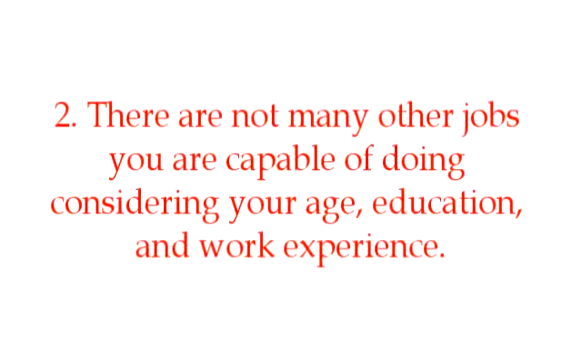 2. There are not many other jobs
you are capable of doing
considering your age, education,
and work experience.